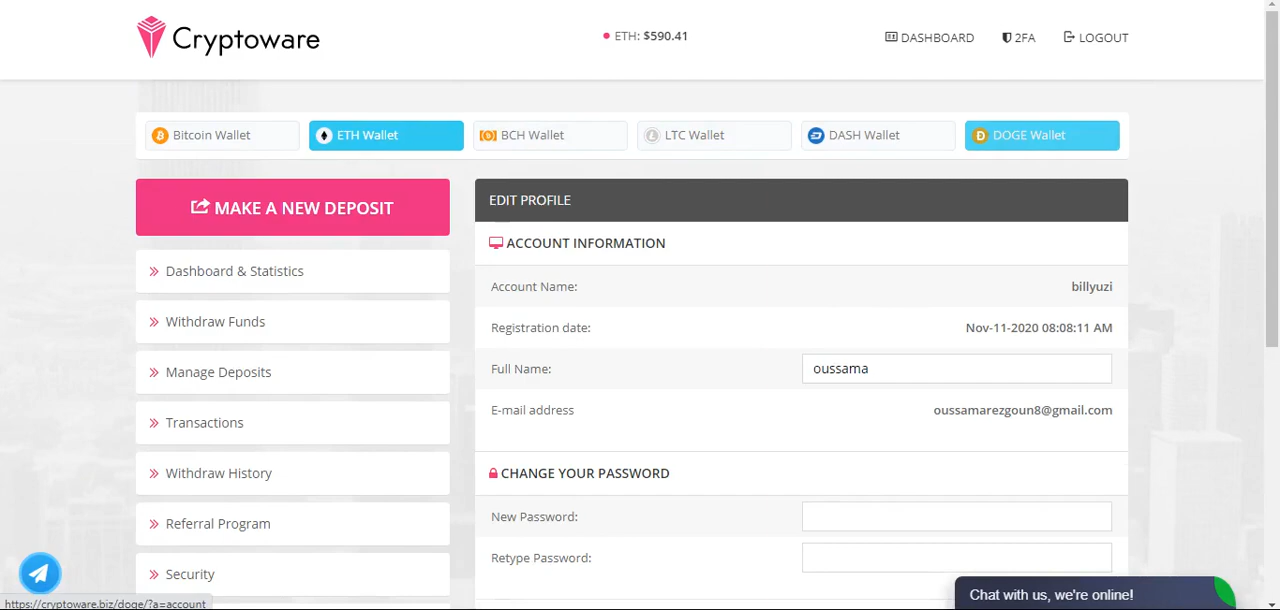 Cryptoware
ETH: $590.41
DASHBOARD 2FA LOGOUT
Bitcoin Wallet ETH Wallet BCH Wallet LTC Wallet DASH Wallet DOGE Wallet
MAKE A NEW DEPOSIT
Dashboard & Statistics
Withdraw Funds
Manage Deposits
Transactions
Withdraw History
Referral Program
Security
EDIT PROFILE
ACCOUNT INFORMATION
Account Name: billyuzi
Registration date: Nov-11-2020 08:08:11 AM
Full Name: oussama
E-mail address oussamarezgoun8@gmail.com
CHANGE YOUR PASSWORD
New Password:
Retype Password:
Chat with us, we're online!
https://cryptoware.biz/doge/?a=account